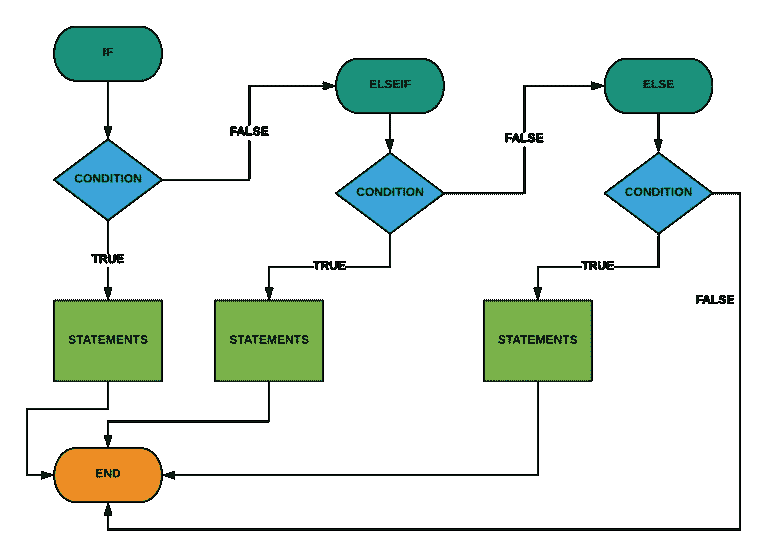 IF
ELSEIF
ELSE
FALSE
FALSE
CONDITION
CONDITION
CONDITION
TRUE
TRUE
TRUE
FALSE
STATEMENTS
STATEMENTS
STATEMENTS
END